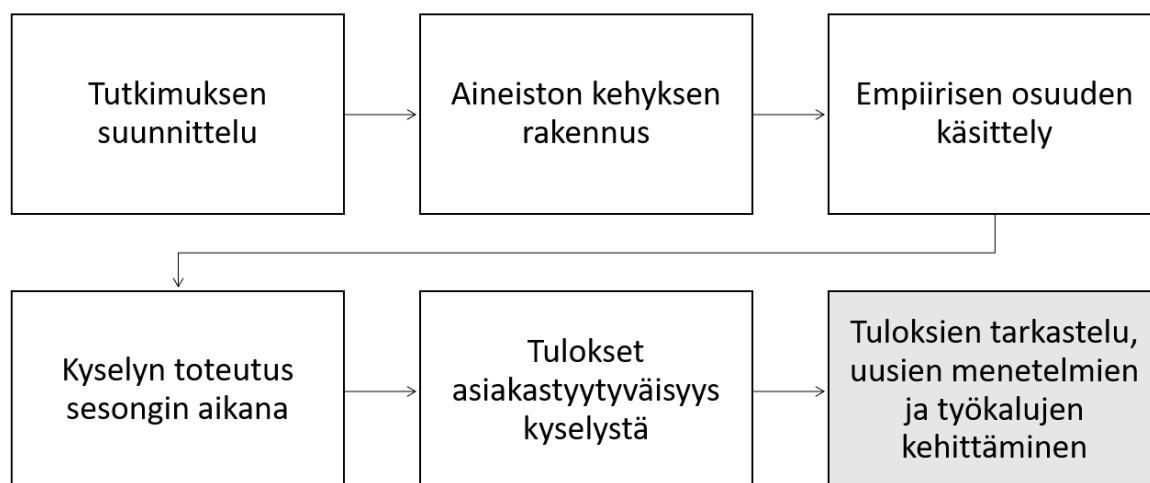 Tutkimuksen
suunnittelu
Aineiston kehyksen
rakennus
Empiirisen osuuden
käsittely
Kyselyn toteutus
sesongin aikana
Tulokset
asiakastyytyväisyys
kyselystä
Tuloksien tarkastelu,
uusien menetelmien
ja työkalujen
kehittäminen